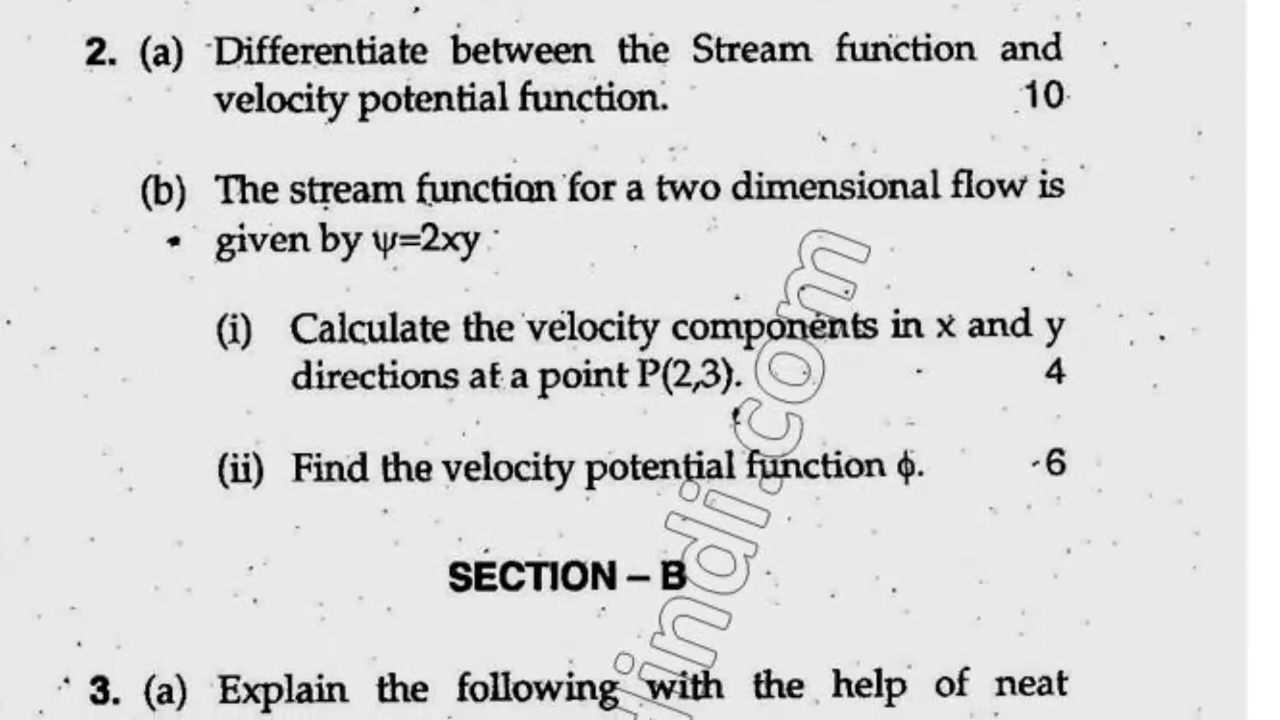 2. (a) Differentiate between the Stream function and
velocity potential function. 10
(b) The stream function for a two dimensional flow is
given by ψ=2xy
(i) Calculate the velocity components in x and y
directions at a point P(2,3). 4
(ii) Find the velocity potential function ϕ. 6
SECTION – B
3. (a) Explain the following with the help of neat
indi.com